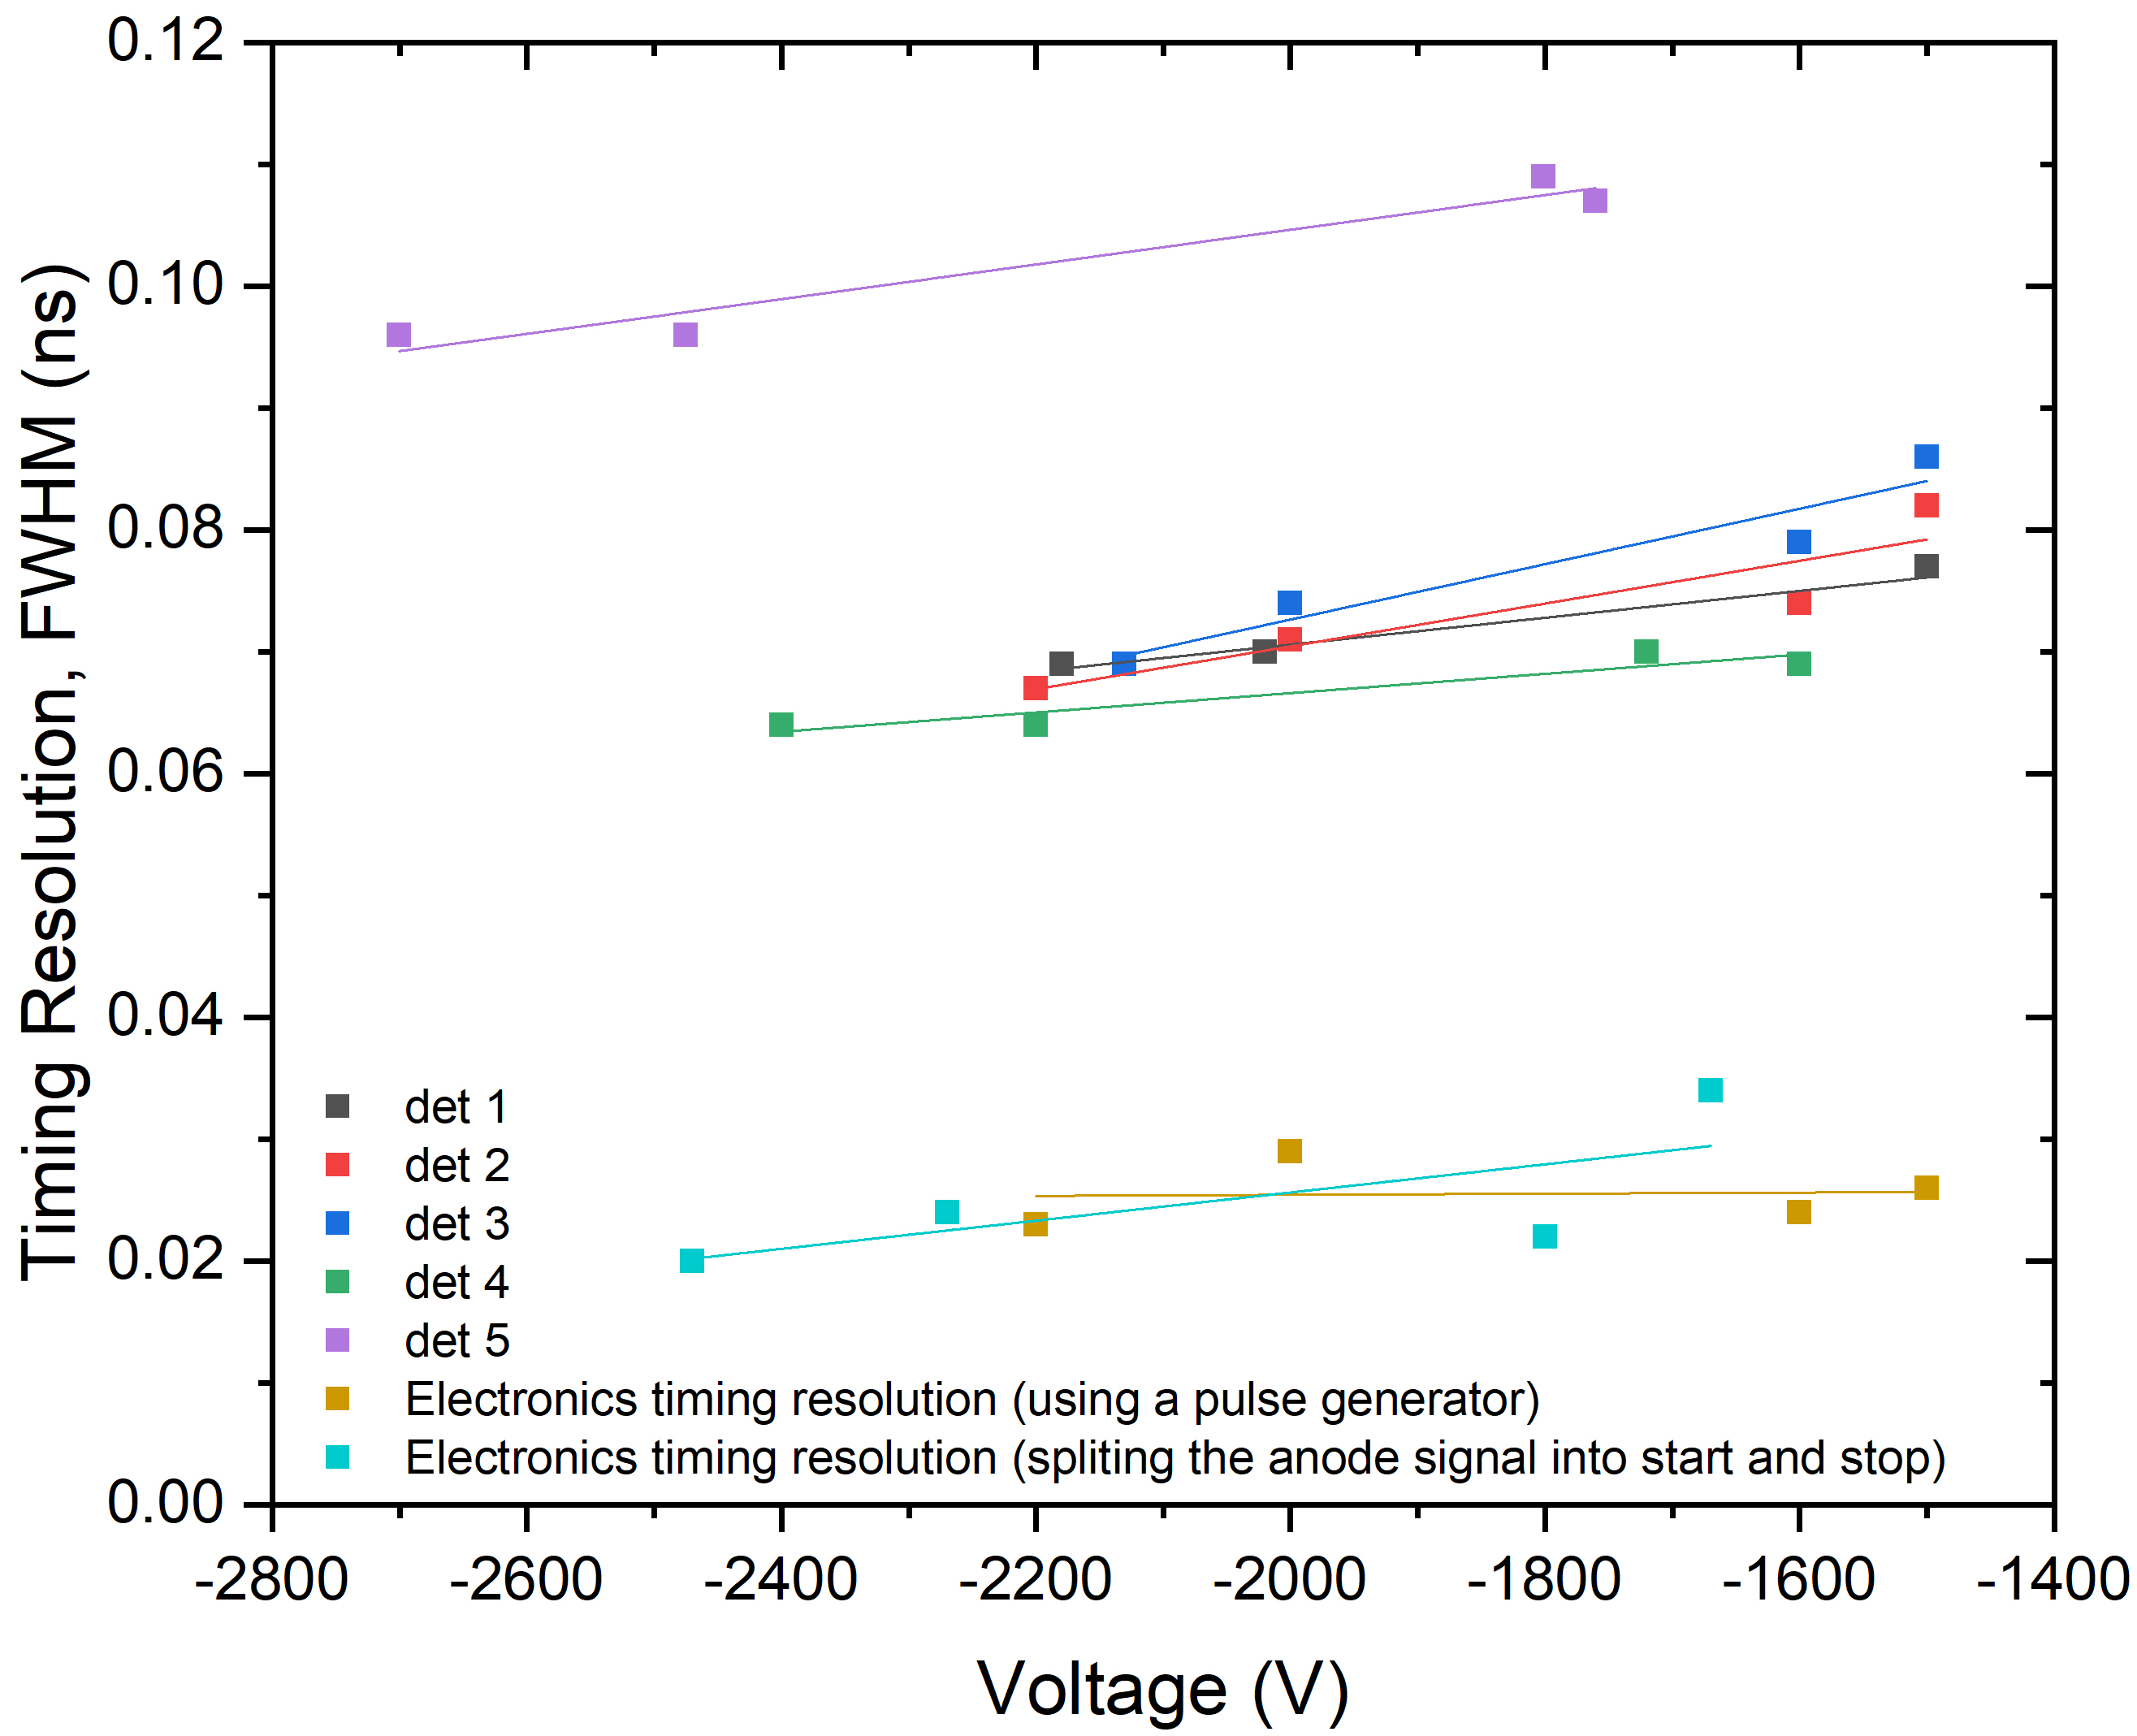 0.12
0.10
0.08
0.06
0.04
0.02
0.00
Timing Resolution, FWHM (ns)
det 1
det 2
det 3
det 4
det 5
Electronics timing resolution (using a pulse generator)
Electronics timing resolution (spliting the anode signal into start and stop)
-2800 -2600 -2400 -2200 -2000 -1800 -1600 -1400
Voltage (V)